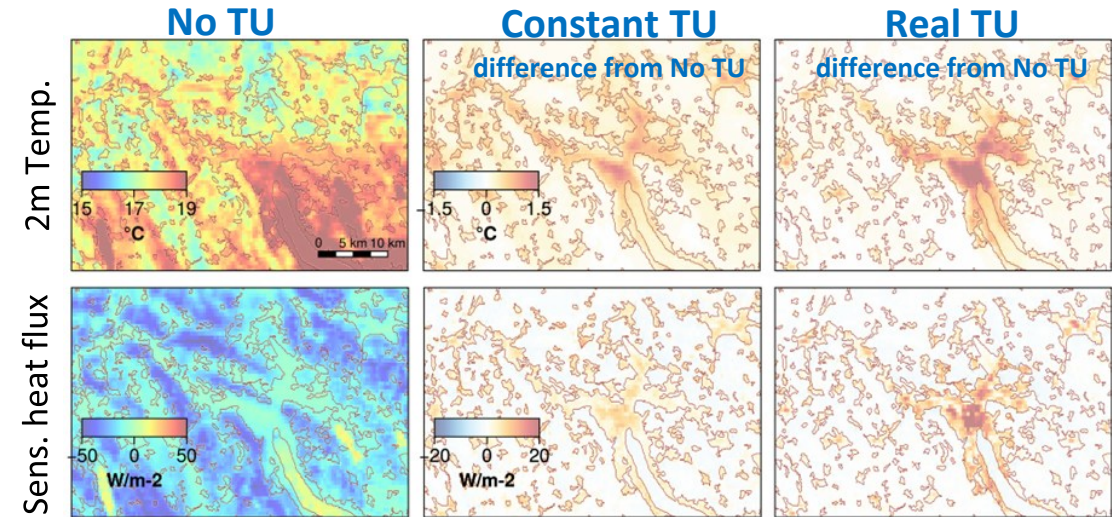 No TU
Constant TU
Real TU
difference from No TU
difference from No TU
2m Temp.
15 17 19
°C
0 5 km 10 km
-1.5 0 1.5
°C
Sens. heat flux
-50 0 50
W/m-2
-20 0 20
W/m-2